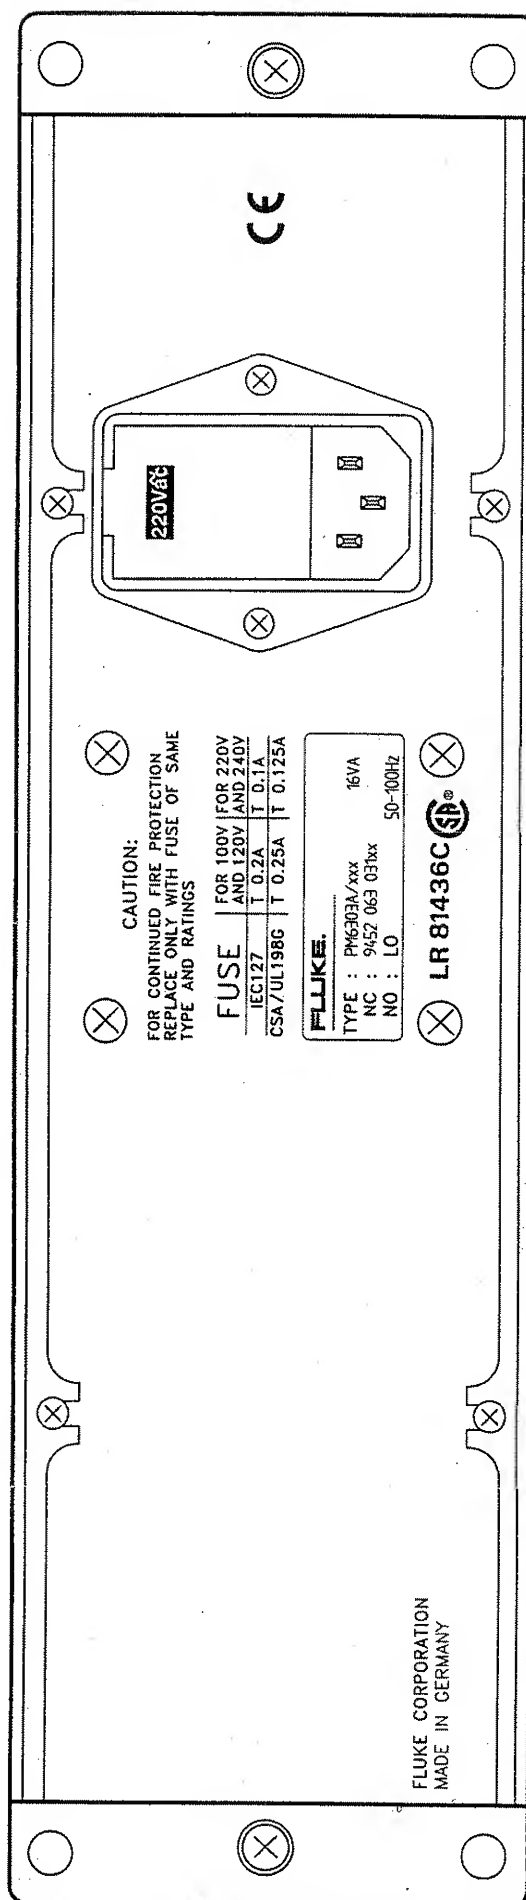 FLUKE CORPORATION
MADE IN GERMANY
CAUTION:
FOR CONTINUED FIRE PROTECTION
REPLACE ONLY WITH FUSE OF SAME
TYPE AND RATINGS
FUSE FOR 100V AND 120V FOR 220V AND 240V
IEC127 T 0.2A T 0.1A
CSA/UL198G T 0.25A T 0.125A
FLUKE.
TYPE : PM6303A/xxx 16VA
NC : 9452 063 031xx
NO : LO 50-100Hz
LR 81436C SA®
220Vac
CE